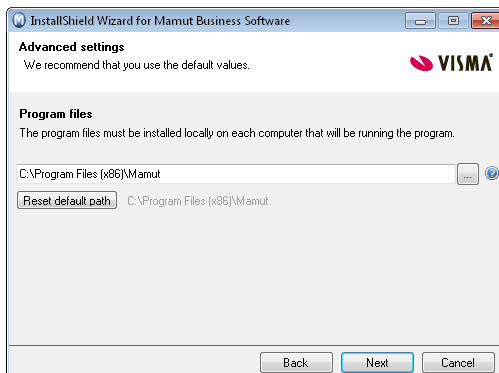 InstallShield Wizard for Mamut Business Software
Advanced settings
We recommend that you use the default values.
VISMA
Program files
The program files must be installed locally on each computer that will be running the program.
C:\Program Files (x86)\Mamut
...
?
Reset default path
C:\Program Files (x86)\Mamut
Back
Next
Cancel